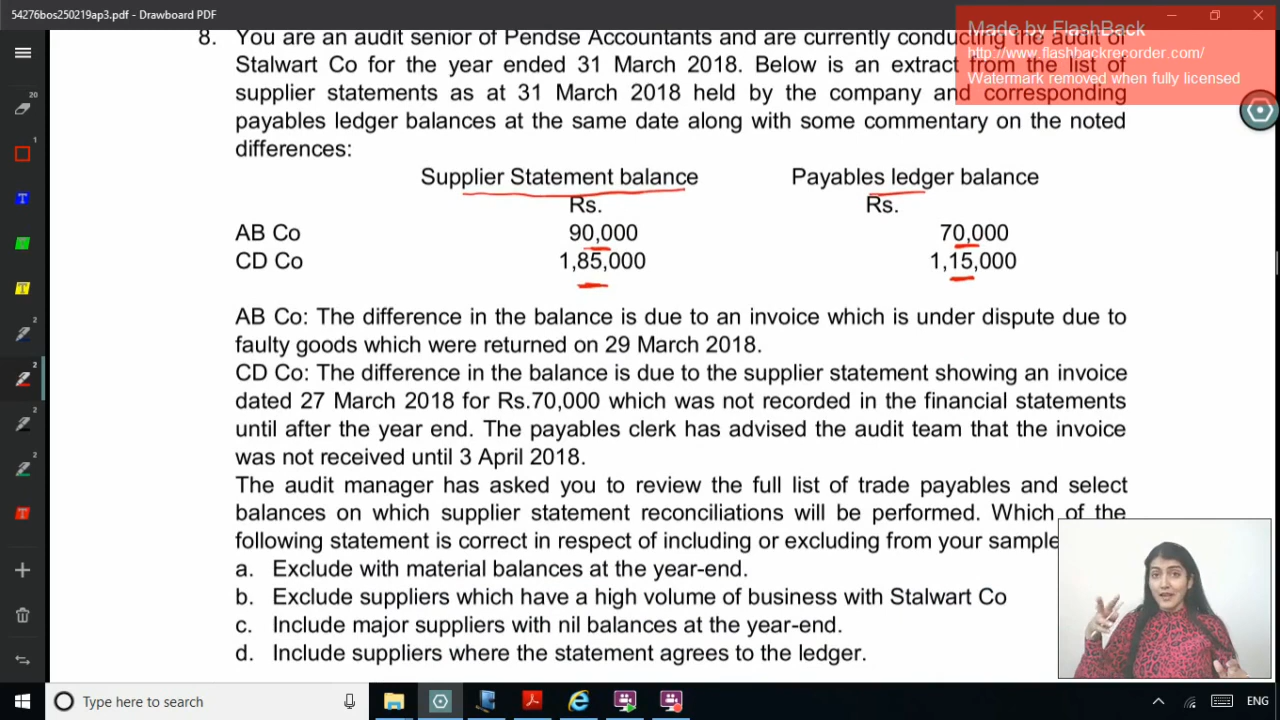 54276bos250219ap3.pdf - Drawboard PDF
Made by FlashBack
http://www.flashbackrecorder.com/
Watermark removed when fully licensed
8. You are an audit senior of Pendse Accountants and are currently conducting the audit of
Stalwart Co for the year ended 31 March 2018. Below is an extract from the list of
supplier statements as at 31 March 2018 held by the company and corresponding
payables ledger balances at the same date along with some commentary on the noted
differences:
Supplier Statement balance Payables ledger balance
Rs. Rs.
AB Co 90,000 70,000
CD Co 1,85,000 1,15,000
AB Co: The difference in the balance is due to an invoice which is under dispute due to
faulty goods which were returned on 29 March 2018.
CD Co: The difference in the balance is due to the supplier statement showing an invoice
dated 27 March 2018 for Rs.70,000 which was not recorded in the financial statements
until after the year end. The payables clerk has advised the audit team that the invoice
was not received until 3 April 2018.
The audit manager has asked you to review the full list of trade payables and select
balances on which supplier statement reconciliations will be performed. Which of the
following statement is correct in respect of including or excluding from your sample
a. Exclude with material balances at the year-end.
b. Exclude suppliers which have a high volume of business with Stalwart Co
c. Include major suppliers with nil balances at the year-end.
d. Include suppliers where the statement agrees to the ledger.
20
1
T
T
2
2
2
2
T
Type here to search
ENG